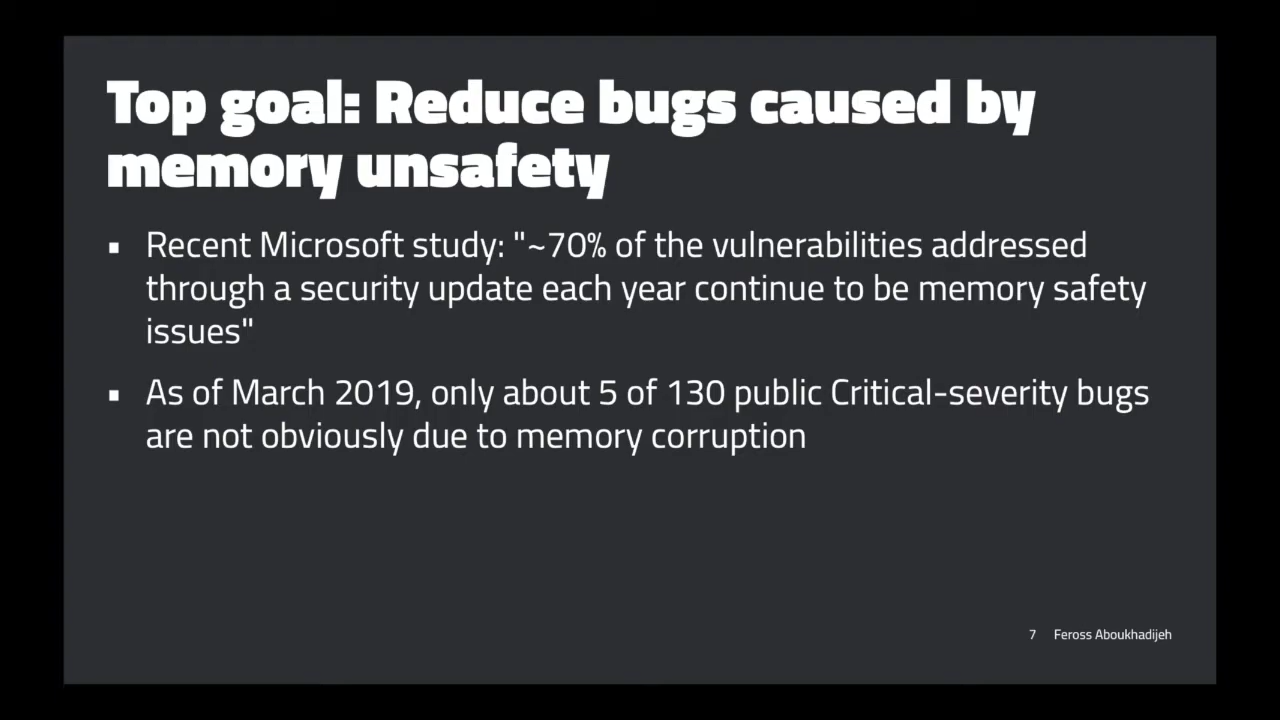 Top goal: Reduce bugs caused by
memory unsafety
▪ Recent Microsoft study: "~70% of the vulnerabilities addressed
through a security update each year continue to be memory safety
issues"
▪ As of March 2019, only about 5 of 130 public Critical-severity bugs
are not obviously due to memory corruption
7 Feross Aboukhadijeh